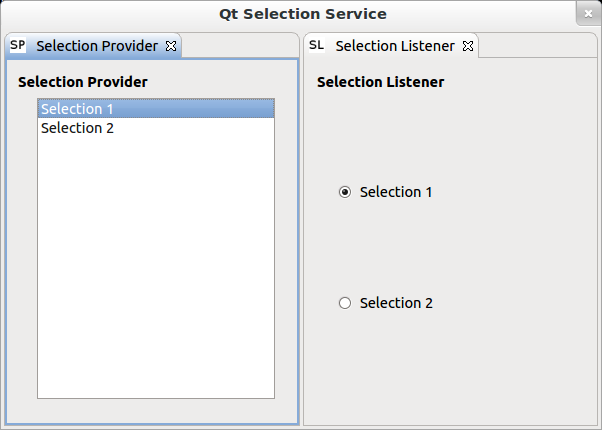 Qt Selection Service
SP Selection Provider
SL Selection Listener
Selection Provider
Selection 1
Selection 2
Selection Listener
Selection 1
Selection 2